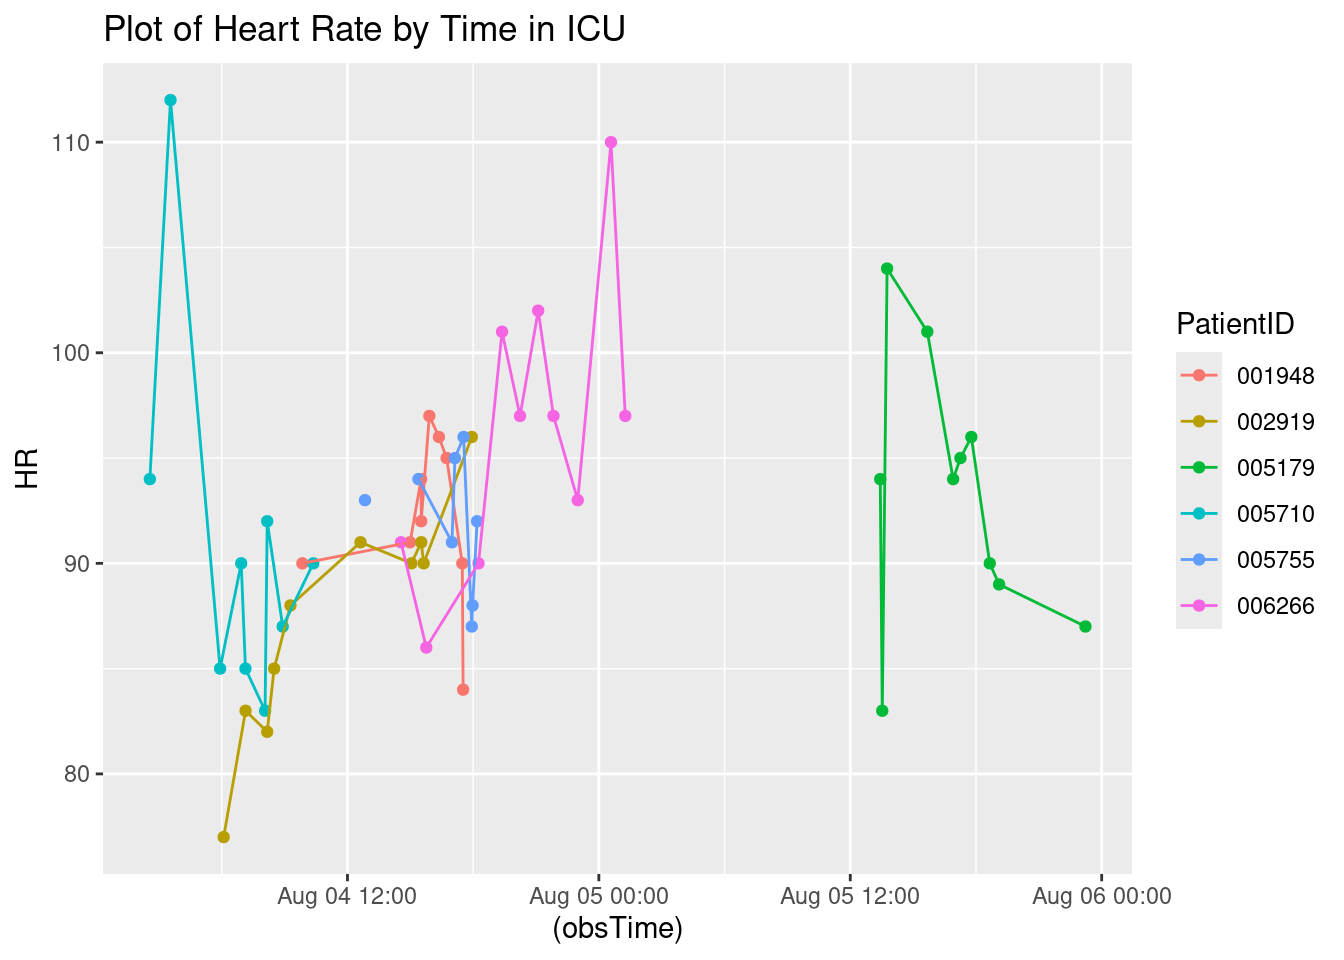 Plot of Heart Rate by Time in ICU
110
100
90
80
HR
Aug 04 12:00
Aug 05 00:00
Aug 05 12:00
Aug 06 00:00
(obsTime)
PatientID
001948
002919
005179
005710
005755
006266